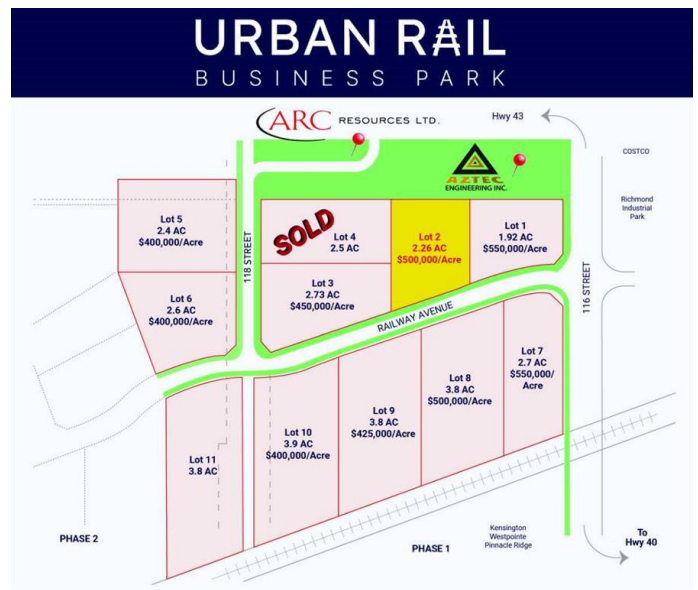 URBAN RAIL
BUSINESS PARK
ARC RESOURCES LTD.
Hwy 43
COSTCO
AZTEC
ENGINEERING INC.
Richmond
Industrial
Park
Lot 5
2.4 AC
$400,000/Acre
118 STREET
SOLD
Lot 4
2.5 AC
Lot 2
2.26 AC
$500,000/Acre
Lot 1
1.92 AC
$550,000/Acre
Lot 6
2.6 AC
$400,000/Acre
Lot 3
2.73 AC
$450,000/Acre
116 STREET
RAILWAY AVENUE
Lot 7
2.7 AC
$550,000/
Acre
Lot 8
3.8 AC
$500,000/Acre
Lot 9
3.8 AC
$425,000/Acre
Lot 10
3.9 AC
$400,000/Acre
Lot 11
3.8 AC
PHASE 2
PHASE 1
Kensington
Westpointe
Pinnacle Ridge
To
Hwy 40